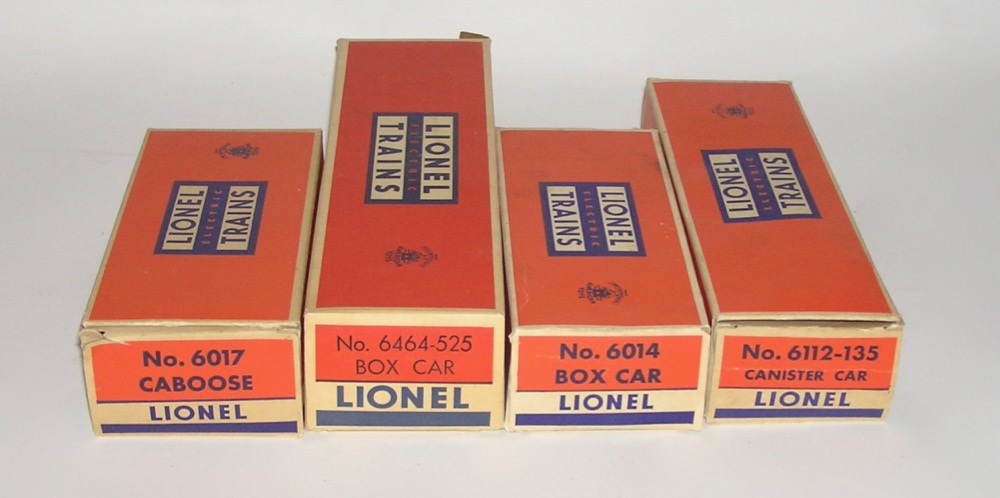 LIONEL
ELECTRIC
TRAINS
No. 6017
CABOOSE
LIONEL
LIONEL
ELECTRIC
TRAINS
No. 6464-525
BOX CAR
LIONEL
LIONEL
ELECTRIC
TRAINS
No. 6014
BOX CAR
LIONEL
LIONEL
ELECTRIC
TRAINS
No. 6112-135
CANISTER CAR
LIONEL